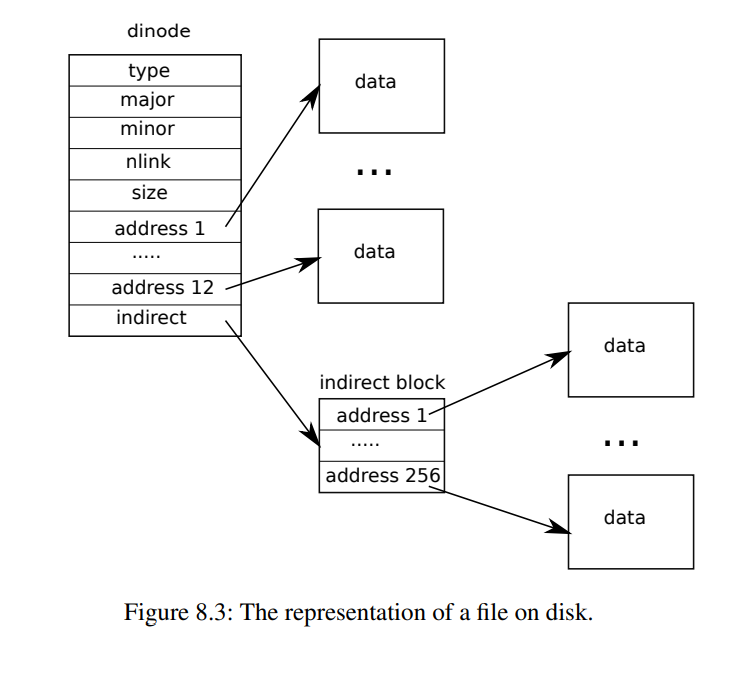 dinode
type
major
minor
nlink
size
address 1
.....
address 12
indirect
data
...
data
indirect block
address 1
.....
address 256
data
...
data
Figure 8.3: The representation of a file on disk.